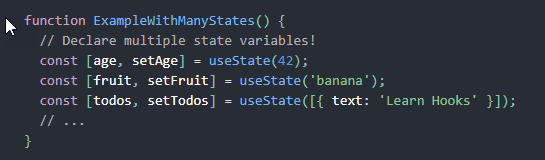 function ExampleWithManyStates() {
  // Declare multiple state variables!
  const [age, setAge] = useState(42);
  const [fruit, setFruit] = useState('banana');
  const [todos, setTodos] = useState([{ text: 'Learn Hooks' }]);
  // ...
}